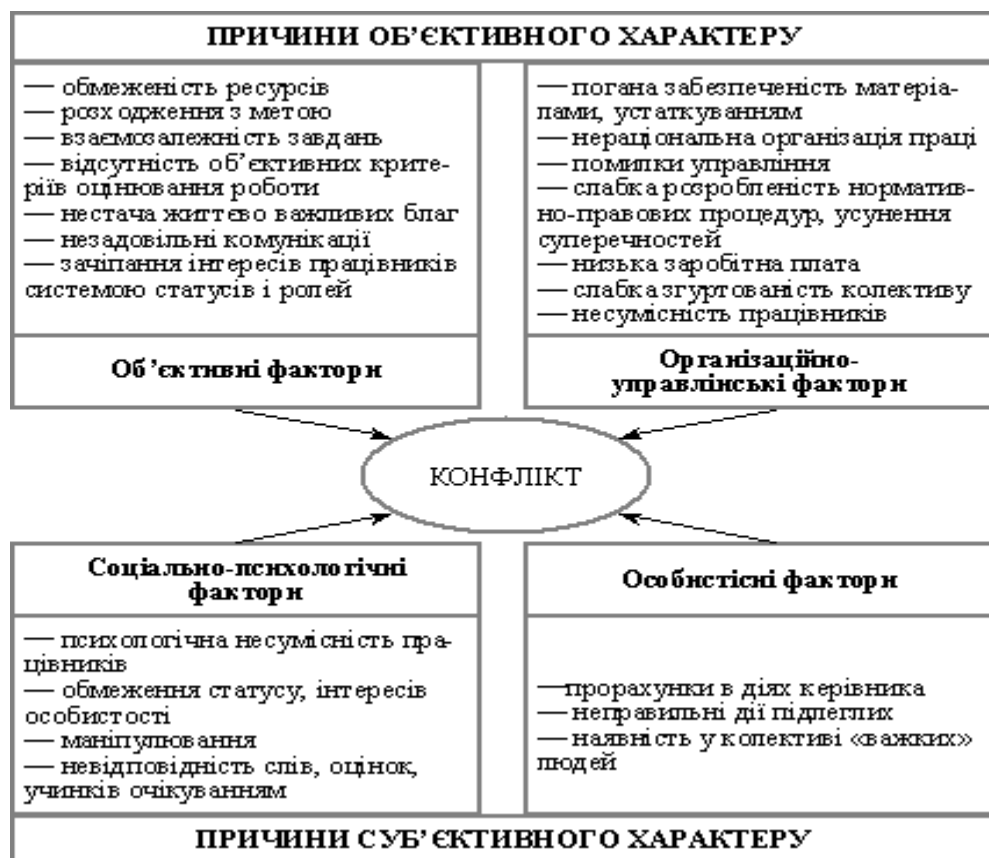 ПРИЧИНИ ОБ’ЄКТИВНОГО ХАРАКТЕРУ
— обмеженість ресурсів
— розходження з метою
— взаємозалежність завдань
— відсутність об’єктивних крите-
ріїв оцінювання роботи
— нестача життєво важливих благ
— незадовільні комунікації
— зачіпання інтересів працівників
системою статусів і ролей
Об’єктивні фактори
— погана забезпеченість матеріа-
лами, устаткуванням
— нераціональна організація праці
— помилки управління
— слабка розробленість норматив-
но-правових процедур, усунення
суперечностей
— низька заробітна плата
— слабка згуртованість колективу
— несумісність працівників
Організаційно-
управлінські фактори
КОНФЛІКТ
Соціально-психологічні
фактори
— психологічна несумісність пра-
цівників
— обмеження статусу, інтересів
особистості
— маніпулювання
— невідповідність слів, оцінок,
учинків очікуванням
Особистісні фактори
—прорахунки в діях керівника
— неправильні дії підлеглих
— наявність у колективі «важких»
людей
ПРИЧИНИ СУБ’ЄКТИВНОГО ХАРАКТЕРУ